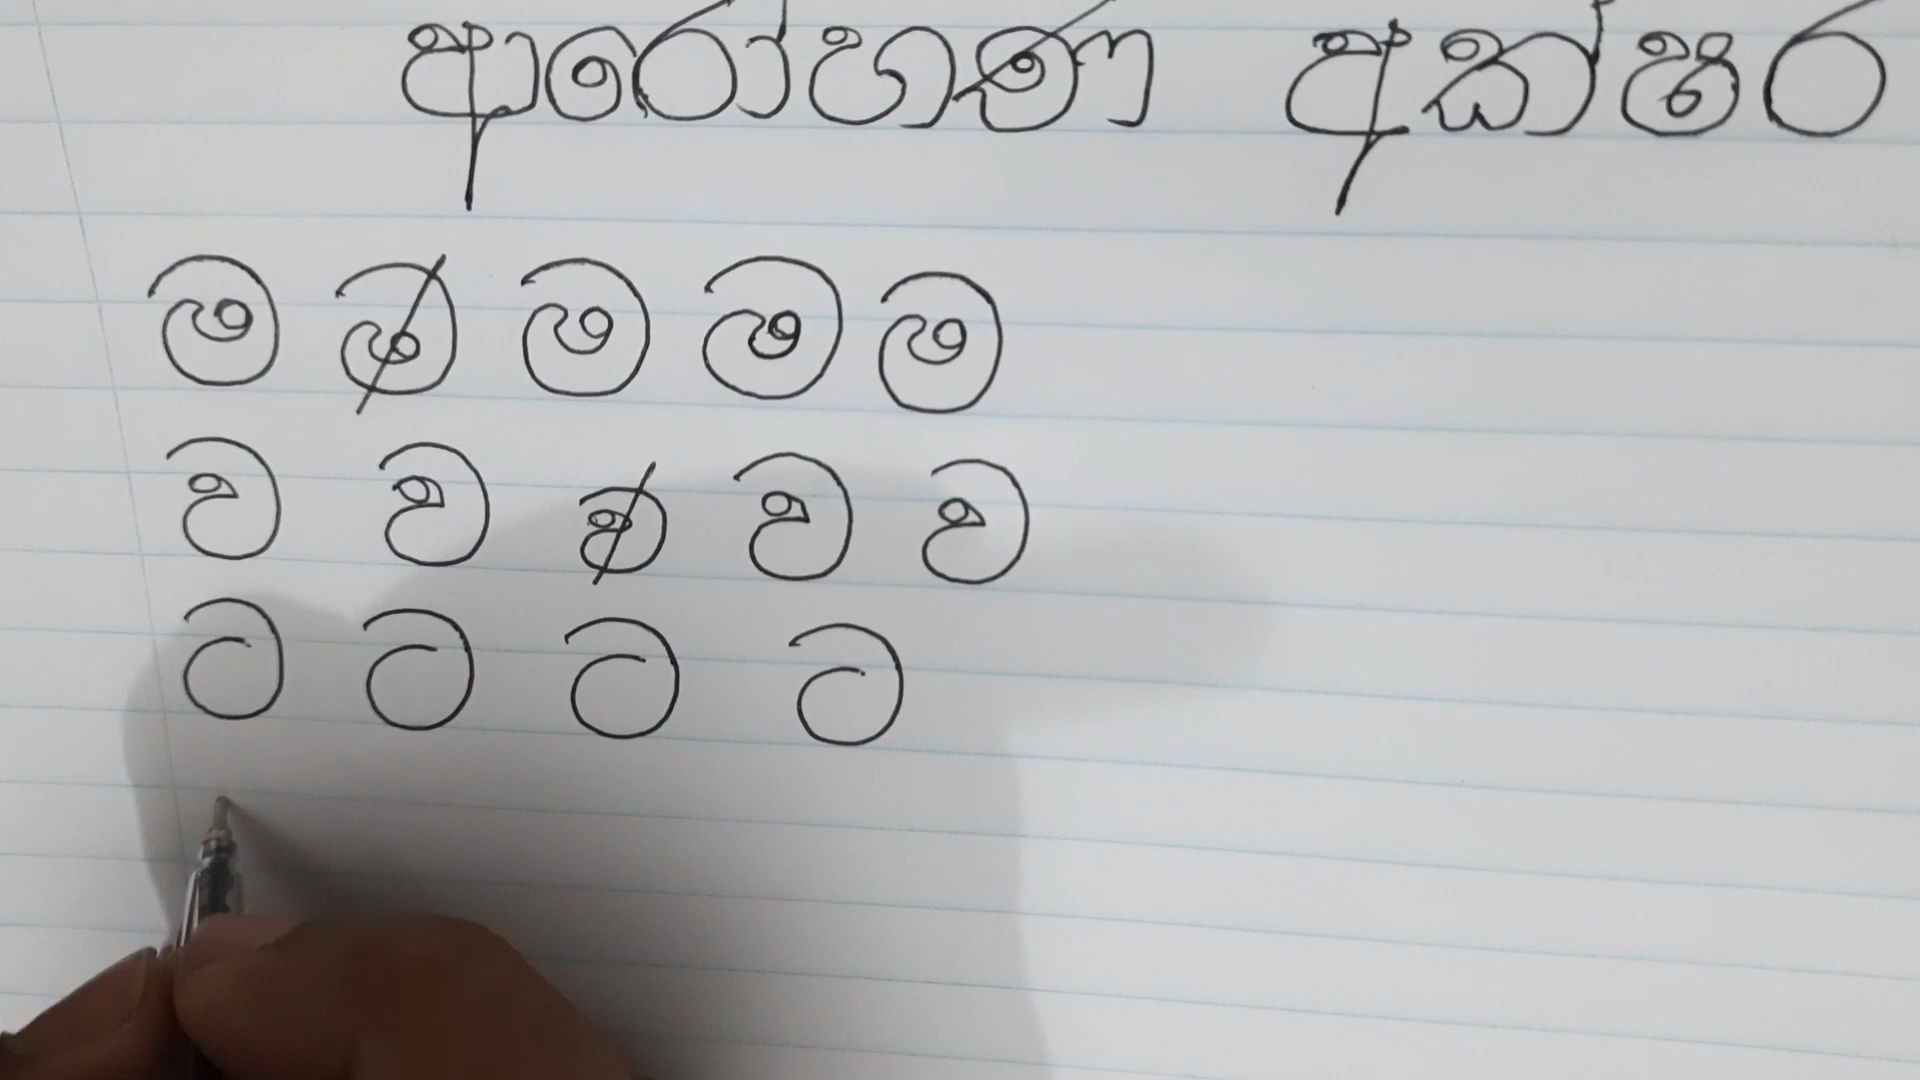 ආරෝහණ අක්ෂර
ම ම ම ම ම
ව ව ව ව ව
ට ට ට ට